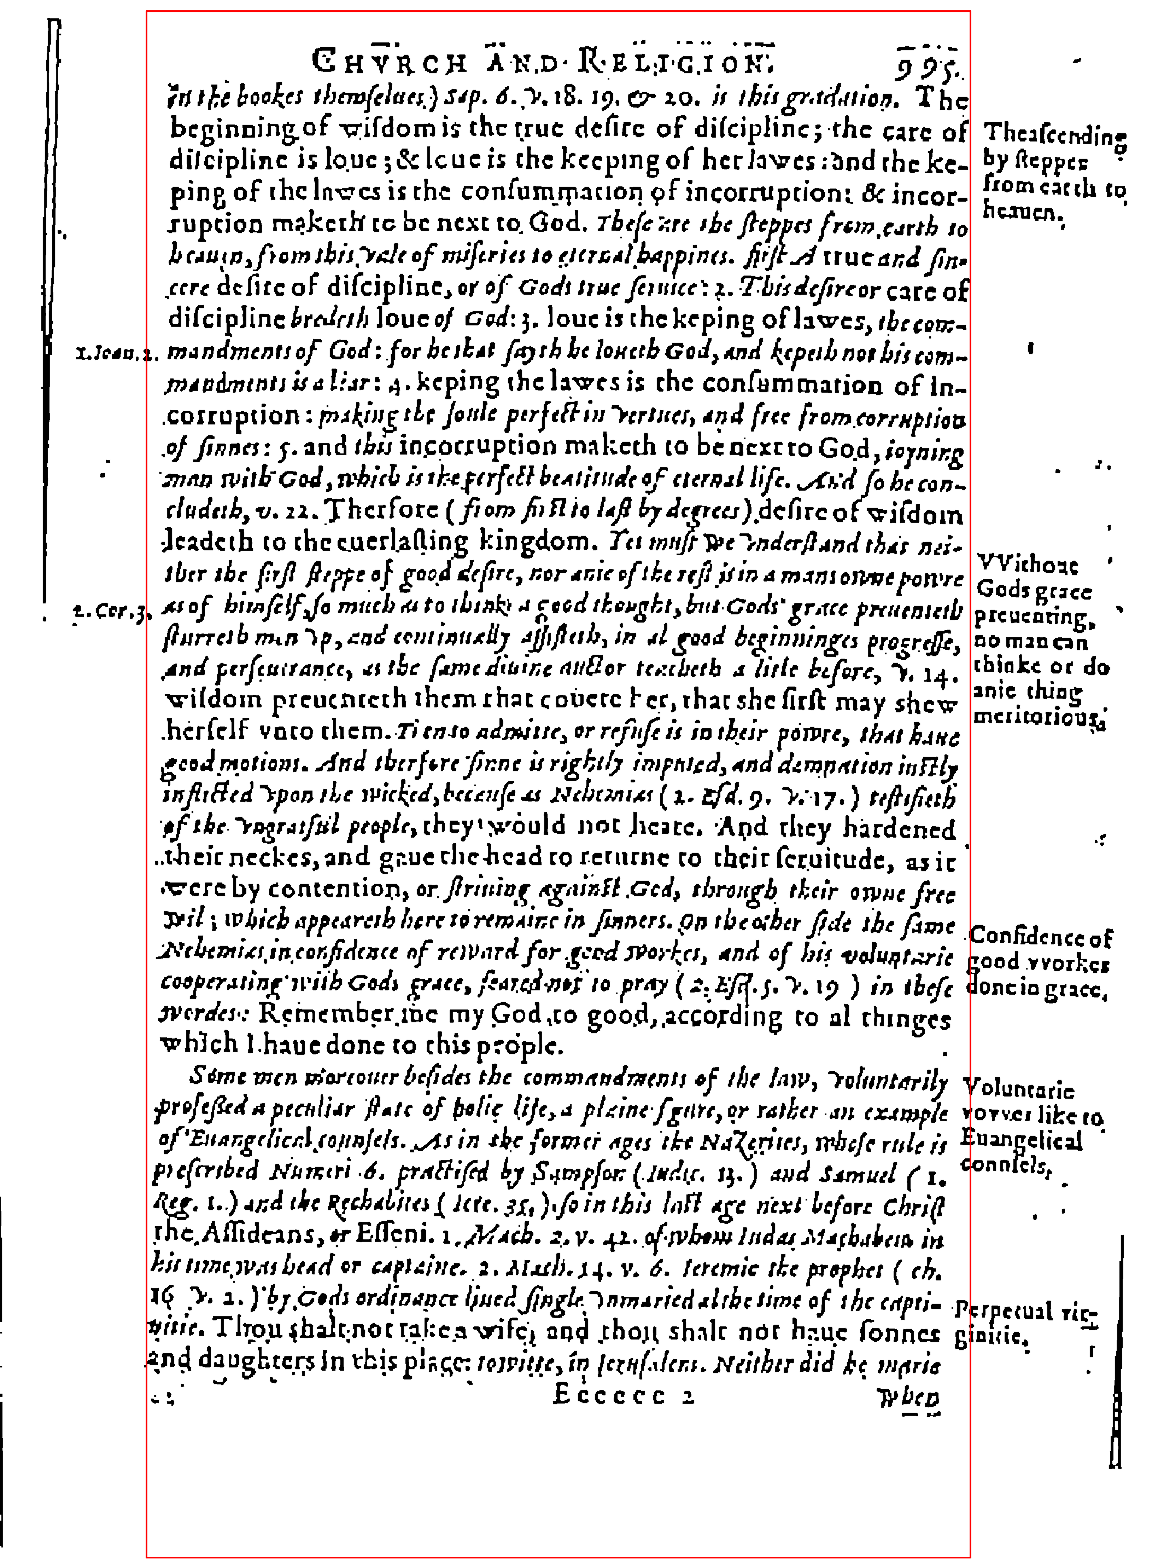 CHVRCH AND RELIGION. 995.
in the bookes themselues) Sap. 6. v. 18. 19. & 20. is this gradation. The
beginning of wiſdom is the true deſire of diſcipline; the care of
diſcipline is loue; & loue is the keeping of her lawes: and the ke-
ping of the lawes is the conſummation of incorruption: & incor-
ruption maketh to be next to God. Theſe are the ſteppes from earth to
heauen, from this vale of miſeries to eternal happines. firſt A true and ſin-
cere deſire of diſcipline, or of Gods true ſeruice: 2. This deſire or care of
diſcipline bredeth loue of God: 3. loue is the keping of lawes, the com-
mandments of God: for he that ſayth he loueth God, and kepeth not his com-
mandments is a liar: 4. keping the lawes is the conſummation of in-
corruption: making the ſoule perfect in vertues, and free from corruption
of ſinnes: 5. and this incorruption maketh to be next to God, ioyning
man with God, which is the perfect beatitude of eternal life. And ſo he con-
cludeth, v. 22. Therfore (from firſt to laſt by degrees) deſire of wiſdom
leadeth to the euerlaſting kingdom. Yet muſt we vnderſtand that nei-
ther the firſt ſteppe of good deſire, nor anie of the reſt is in a mans owne powre
as of himſelf, ſo much as to think a good thought, but Gods grace preuenteth
ſturreth man vp, and continually aſſiſteth, in al good beginninges progreſſe,
and perſeuerance, as the ſame diuine auctor teacheth a litle before, v. 14.
wiſdom preuenteth them that couete her, that she firſt may shew
herſelf vnto them. Ti en to admitte, or refuſe is in their powre, that haue
good motions. And therfore ſinne is rightly imputed, and damnation iuſtly
inflicted vpon the wicked, becauſe as Nehemias (2. Eſd. 9. v. 17.) teſtifieth
of the vngratful people, they would not heare. And they hardened
their neckes, and gaue the head to returne to their ſeruitude, as it
were by contention, or ſtriuing againſt God, through their owne free
wil; which appeareth here to remaine in ſinners. On the other ſide the ſame
Nehemias, in confidence of reward for good workes, and of his voluntarie
cooperating with Gods grace, feared not to pray (2. Eſd. 5. v. 19) in theſe
wordes: Remember me my God to good, according to al thinges
which I haue done to this people.
Some men moreouer beſides the commandments of the law, voluntarily
profeſſed a peculiar ſtate of holie life, a plaine figure, or rather an example
of Euangelical counſels. As in the former ages the Nazerites, whoſe rule is
preſcribed Numeri 6. practiſed by Sampſon (Iudic. 13.) and Samuel (1.
Reg. 1.) and the Rechabites (Iere. 35.) ſo in this laſt age next before Chriſt
the Aſſideans, or Eſſeni. 1. Mach. 2. v. 42. of whom Iudas Machabeus in
his time was head or captaine. 2. Mach. 14. v. 6. Ieremie the prophet (ch.
16 v. 2.) by Gods ordinance liued ſingle vnmaried al the time of the capti-
uitie. Thou shalt not take a wife, and thou shalt not haue ſonnes
and daughters in this place: towitte, in Ieruſalem. Neither did he marie
Eeeeee 2 when
1. Ioan. 2.
2. Cor. 3.
The aſcending
by ſteppes
from earth to
heauen.
VVithout
Gods grace
preuenting,
no man can
thinke or do
anie thing
meritorious.
Confidence of
good vvorkes
done in grace.
Voluntarie
vovves like to
Euangelical
counſels.
Perpetual vir-
ginitie.